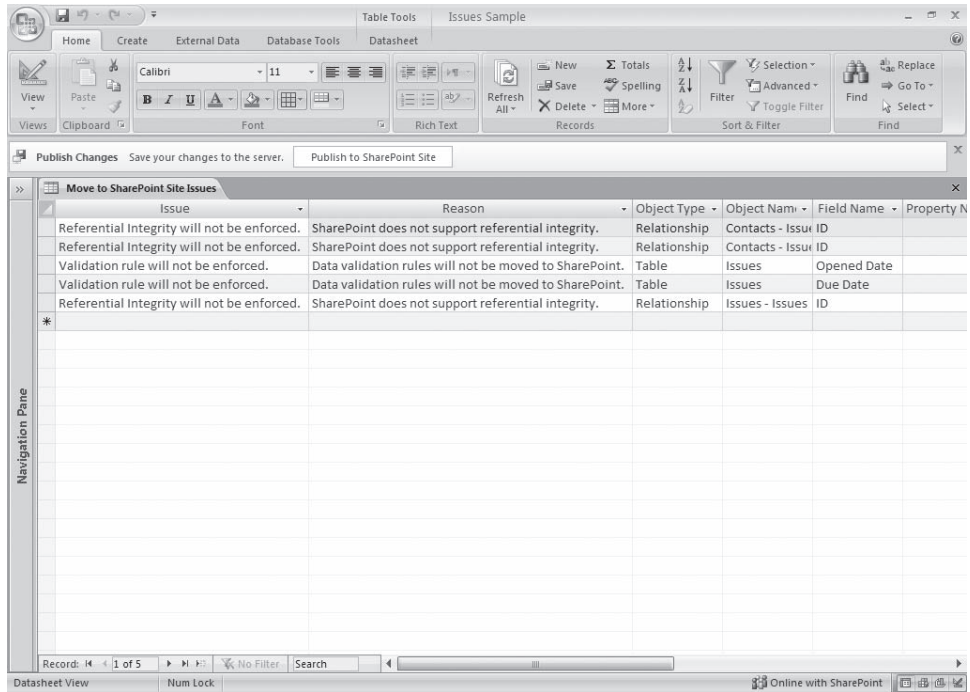 Table Tools Issues Sample
Home Create External Data Database Tools Datasheet
View
Views
Paste
Clipboard
Calibri 11
B I U A
Font
ab
Rich Text
Refresh All
New
Save
Delete
Σ Totals
ABC Spelling
More
Records
A Z
Z A
Filter
Selection
Advanced
Toggle Filter
Sort & Filter
Find
Replace
Go To
Select
Find
Publish Changes Save your changes to the server. Publish to SharePoint Site
Move to SharePoint Site Issues
Issue Reason Object Type Object Nam Field Name Property N
Referential Integrity will not be enforced. SharePoint does not support referential integrity. Relationship Contacts - Issu ID
Referential Integrity will not be enforced. SharePoint does not support referential integrity. Relationship Contacts - Issu ID
Validation rule will not be enforced. Data validation rules will not be moved to SharePoint. Table Issues Opened Date
Validation rule will not be enforced. Data validation rules will not be moved to SharePoint. Table Issues Due Date
Referential Integrity will not be enforced. SharePoint does not support referential integrity. Relationship Issues - Issues ID
Navigation Pane
Record: 1 of 5 No Filter Search
Datasheet View Num Lock Online with SharePoint